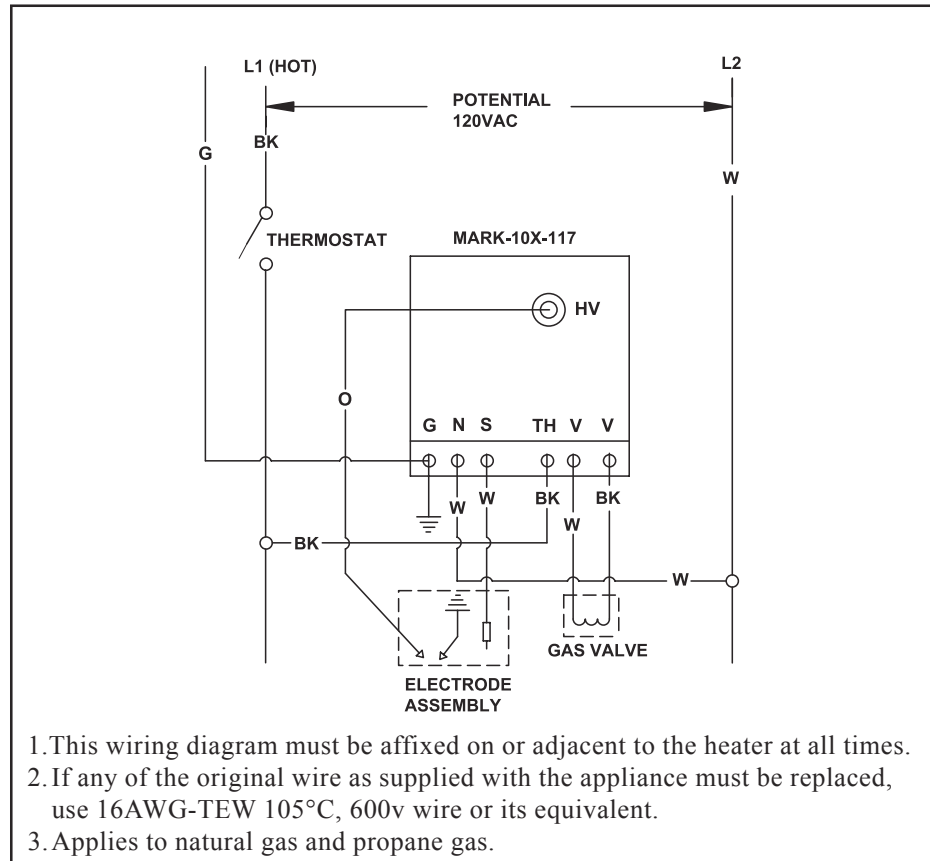 L1 (HOT)
L2
POTENTIAL
120VAC
BK
G
W
THERMOSTAT
MARK-10X-117
HV
O
G N S TH V V
W
W
BK
W
BK
BK
W
GAS VALVE
ELECTRODE
ASSEMBLY
1.This wiring diagram must be affixed on or adjacent to the heater at all times.
2.If any of the original wire as supplied with the appliance must be replaced,
use 16AWG-TEW 105°C, 600v wire or its equivalent.
3.Applies to natural gas and propane gas.